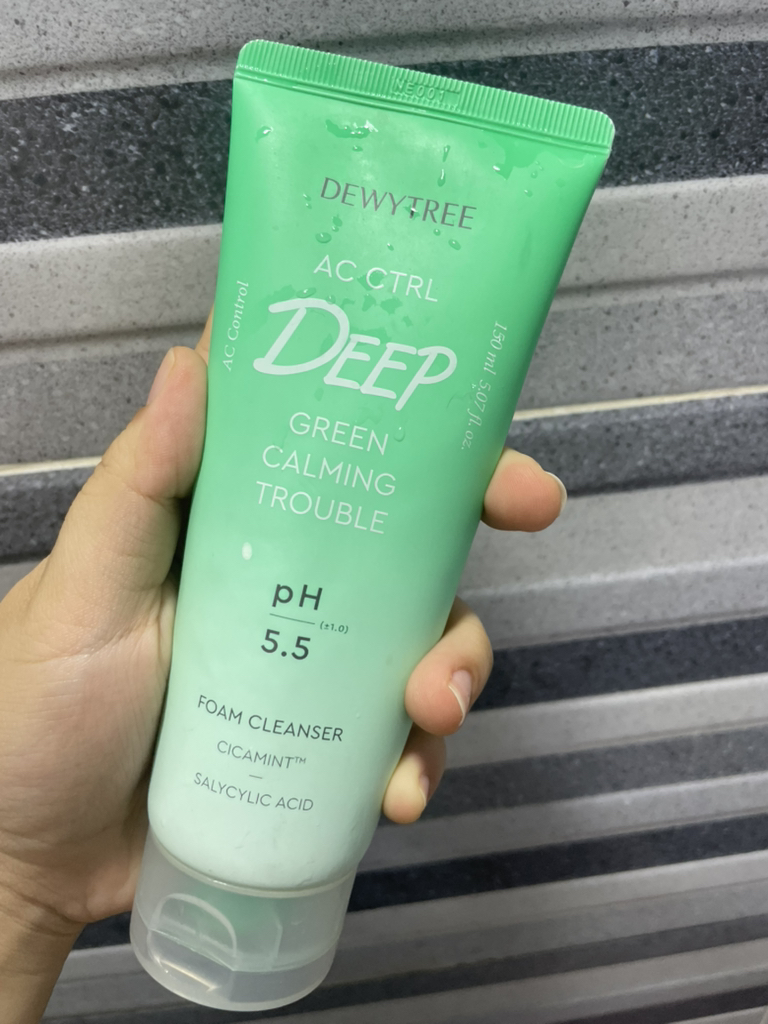 NE001
DEWYTREE
AC CTRL
DEEP
AC Control
150 ml 5.07 fl. oz.
GREEN
CALMING
TROUBLE
pH
(±1.0)
5.5
FOAM CLEANSER
CICAMINT™
SALYCYLIC ACID